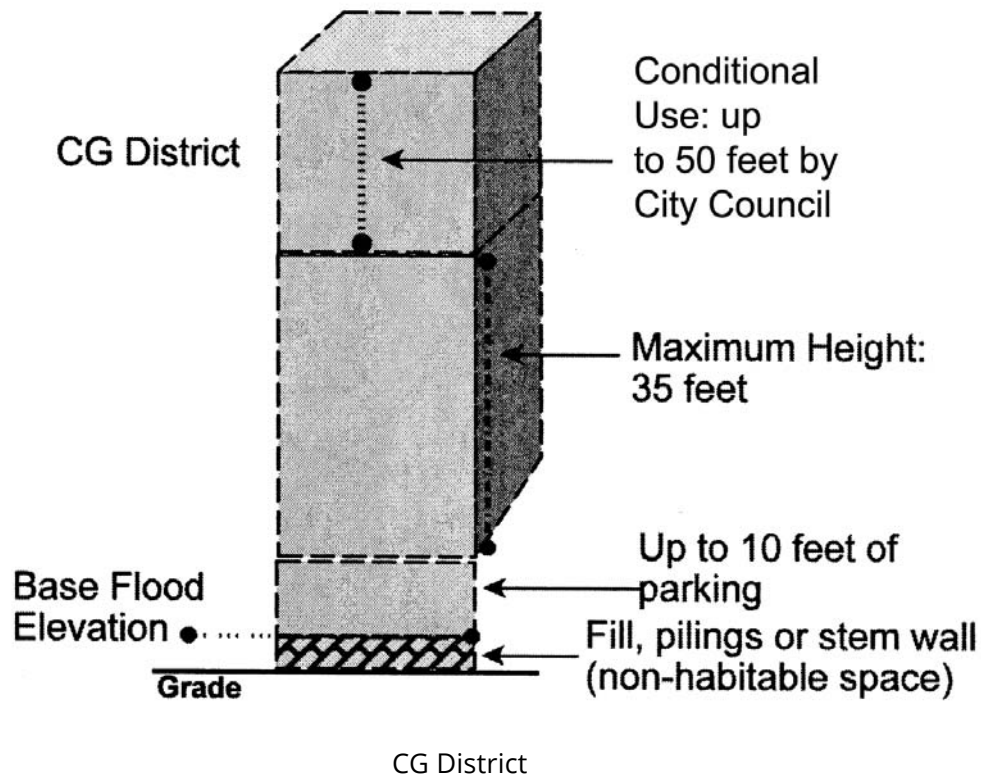 Conditional
Use: up
to 50 feet by
City Council
CG District
Maximum Height:
35 feet
Up to 10 feet of
parking
Base Flood
Elevation
Fill, pilings or stem wall
(non-habitable space)
Grade
CG District